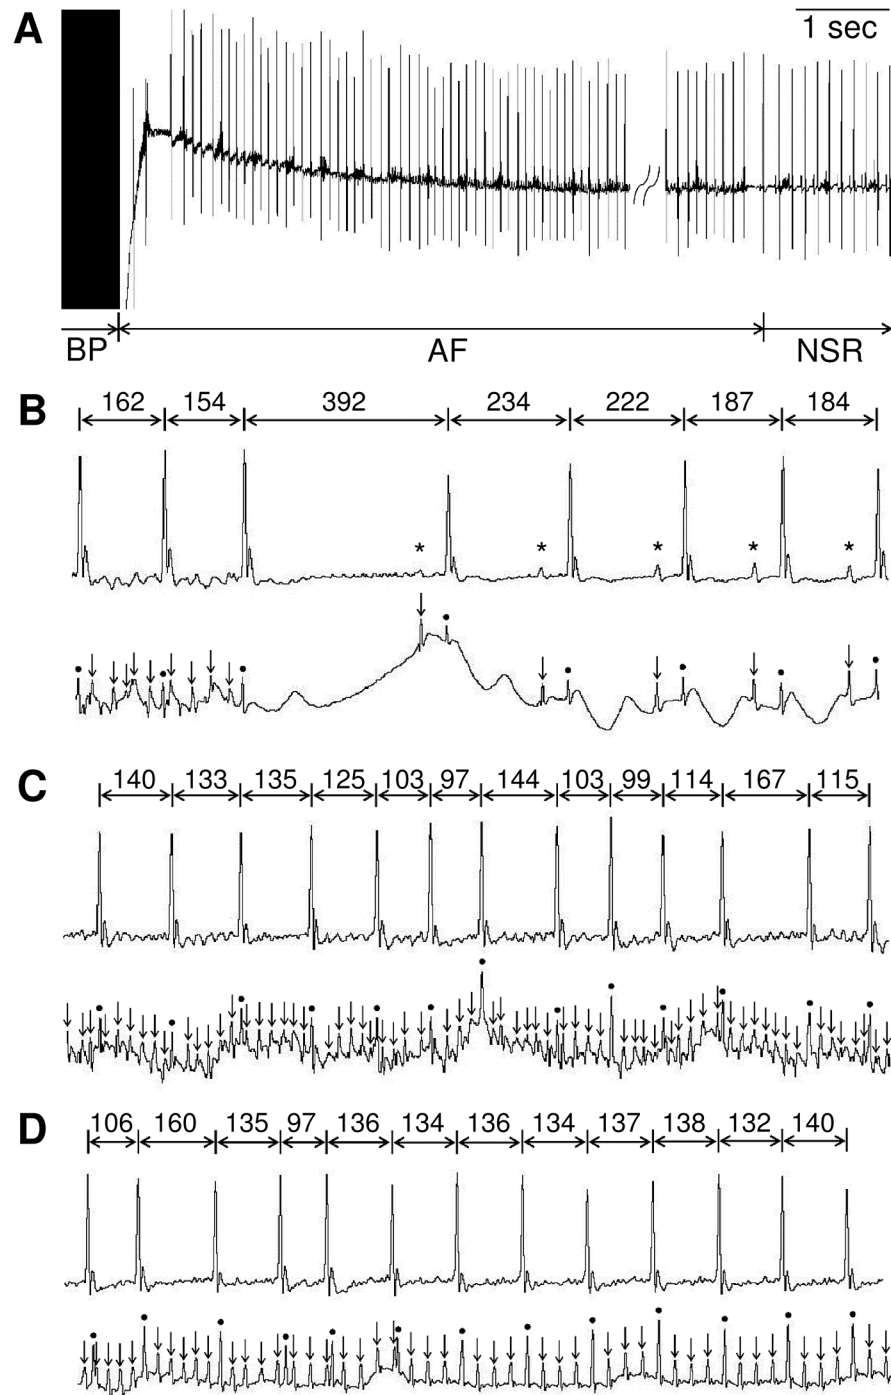 A
1 sec
BP AF NSR
B
162 154 392 234 222 187 184
* * * * *
C
140 133 135 125 103 97 144 103 99 114 167 115
D
106 160 135 97 136 134 136 134 137 138 132 140